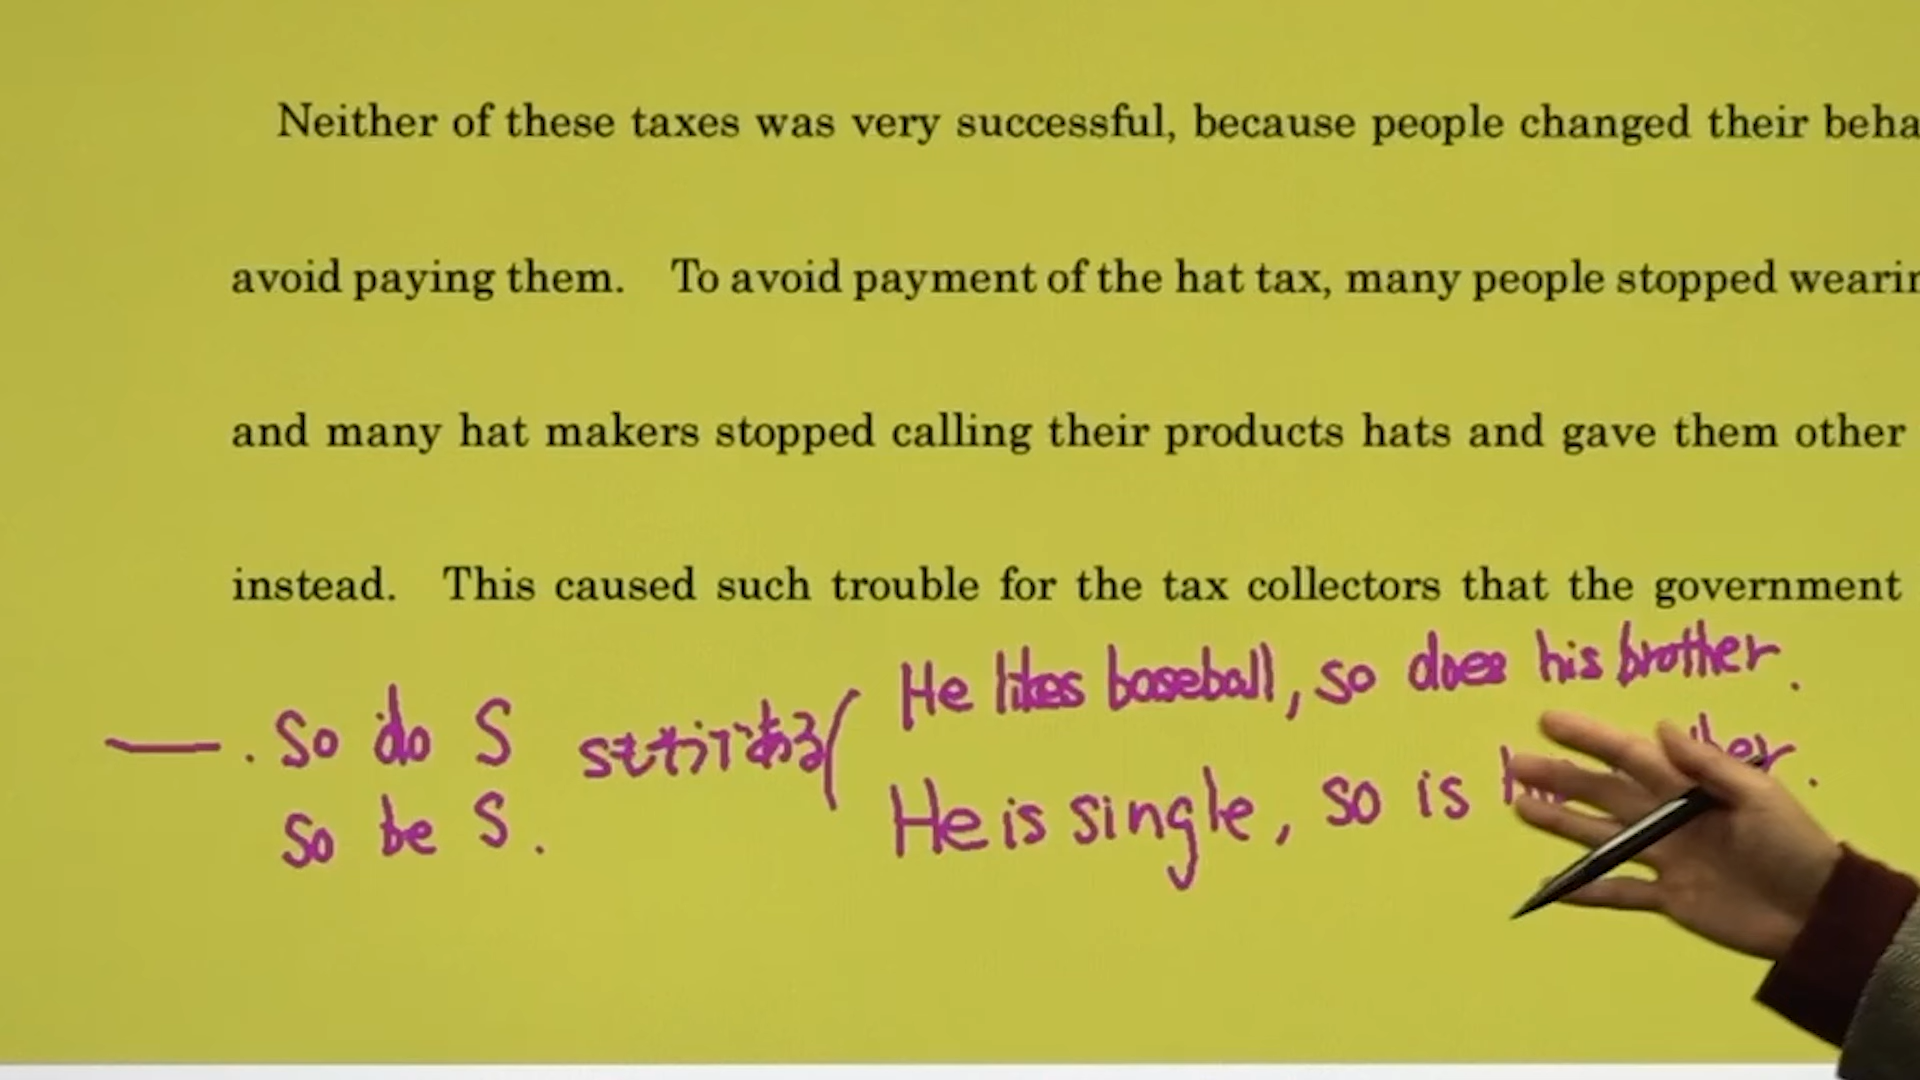 Neither of these taxes was very successful, because people changed their beha
avoid paying them. To avoid payment of the hat tax, many people stopped wearin
and many hat makers stopped calling their products hats and gave them other
instead. This caused such trouble for the tax collectors that the government
He likes baseball, so does his brother.
—. So do S Sもそうである(
So be S. He is single, so is